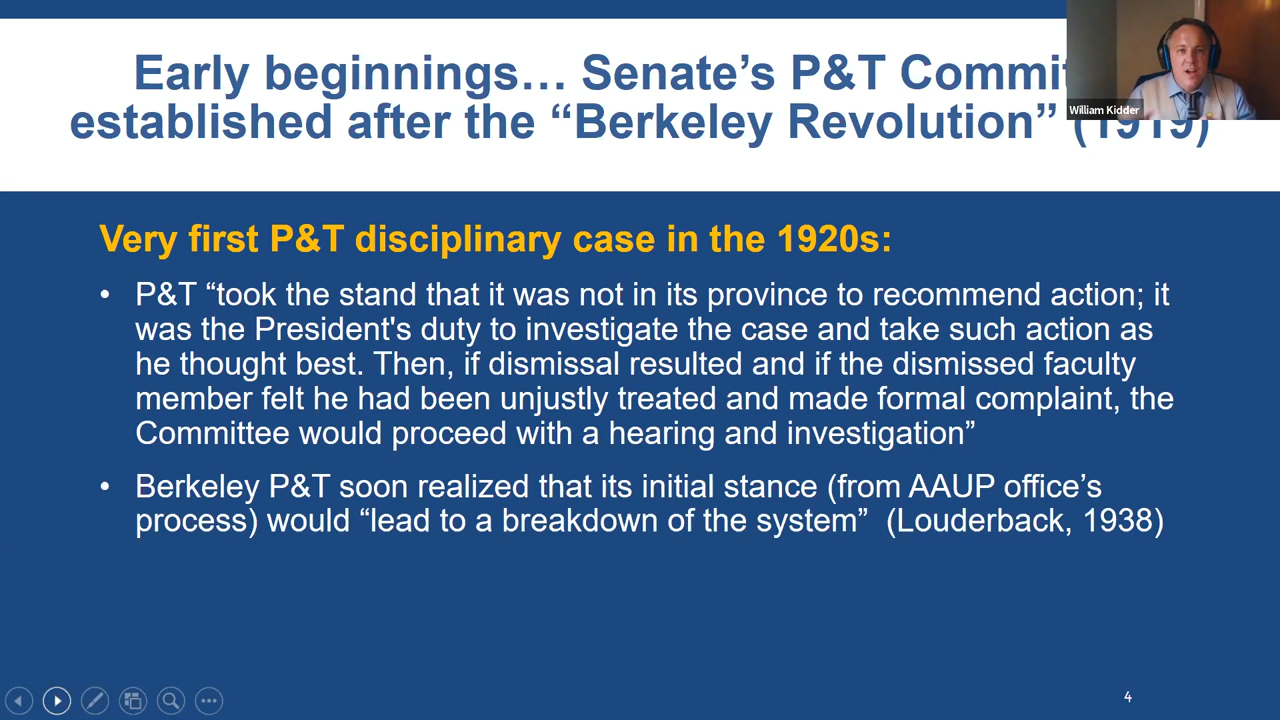 Early beginnings… Senate’s P&T
established after the “Berkeley Revolution” (1919)
William Kidder
Very first P&T disciplinary case in the 1920s:
• P&T “took the stand that it was not in its province to recommend action; it
was the President's duty to investigate the case and take such action as
he thought best. Then, if dismissal resulted and if the dismissed faculty
member felt he had been unjustly treated and made formal complaint, the
Committee would proceed with a hearing and investigation”
• Berkeley P&T soon realized that its initial stance (from AAUP office’s
process) would “lead to a breakdown of the system” (Louderback, 1938)
4